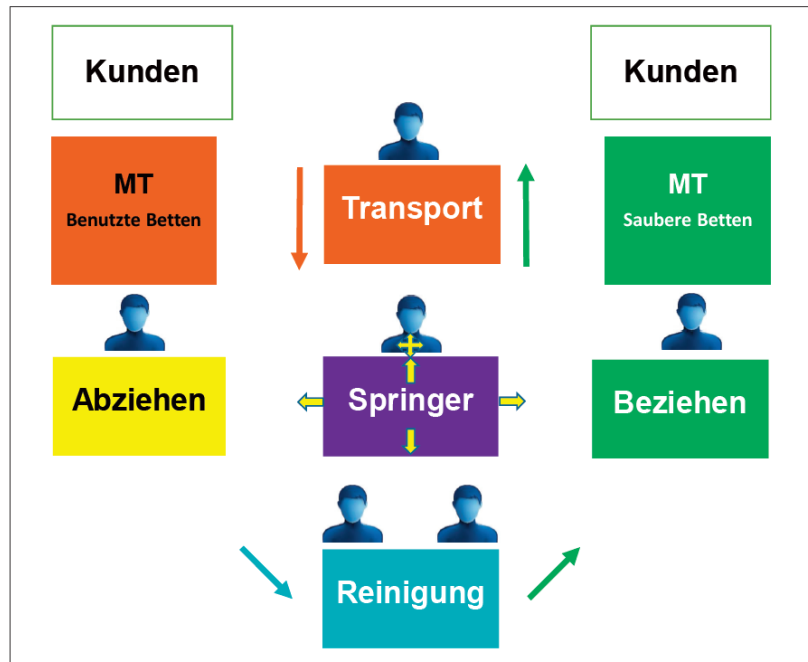 Kunden
Kunden
MT
Benutzte Betten
Transport
MT
Saubere Betten
Abziehen
Springer
Beziehen
Reinigung